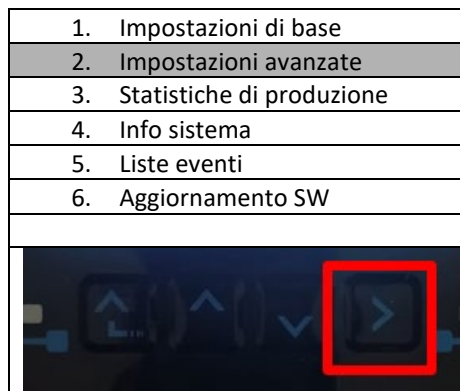 1. Impostazioni di base
2. Impostazioni avanzate
3. Statistiche di produzione
4. Info sistema
5. Liste eventi
6. Aggiornamento SW